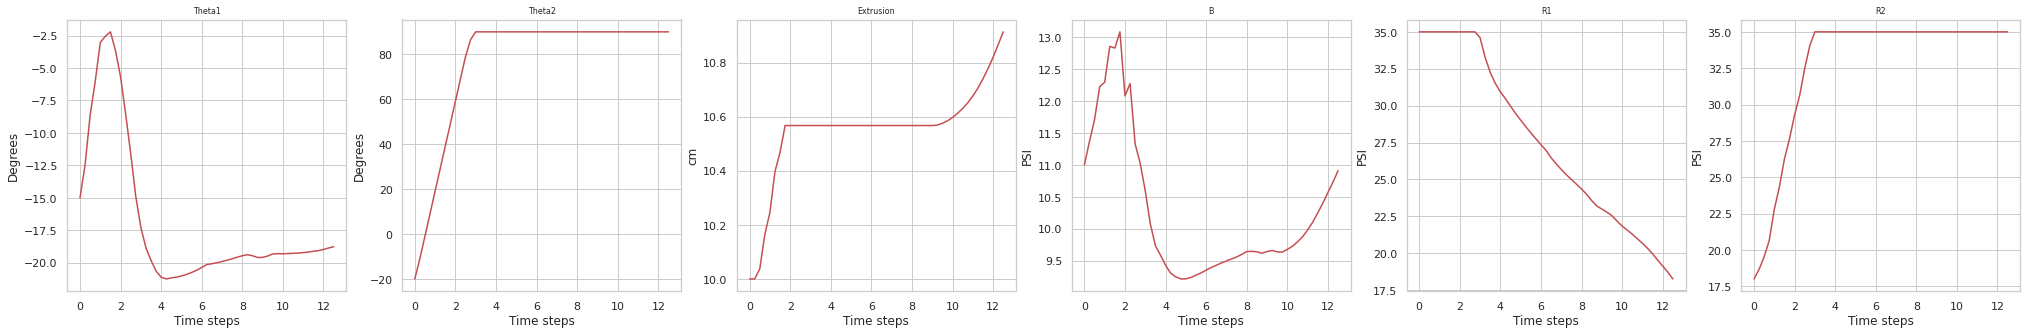 Theta1
Degrees
-2.5
-5.0
-7.5
-10.0
-12.5
-15.0
-17.5
-20.0
0 2 4 6 8 10 12
Time steps
Theta2
Degrees
80
60
40
20
0
-20
0 2 4 6 8 10 12
Time steps
Extrusion
cm
10.8
10.6
10.4
10.2
10.0
0 2 4 6 8 10 12
Time steps
B
PSI
13.0
12.5
12.0
11.5
11.0
10.5
10.0
9.5
0 2 4 6 8 10 12
Time steps
R1
PSI
35.0
32.5
30.0
27.5
25.0
22.5
20.0
17.5
0 2 4 6 8 10 12
Time steps
R2
PSI
35.0
32.5
30.0
27.5
25.0
22.5
20.0
17.5
0 2 4 6 8 10 12
Time steps